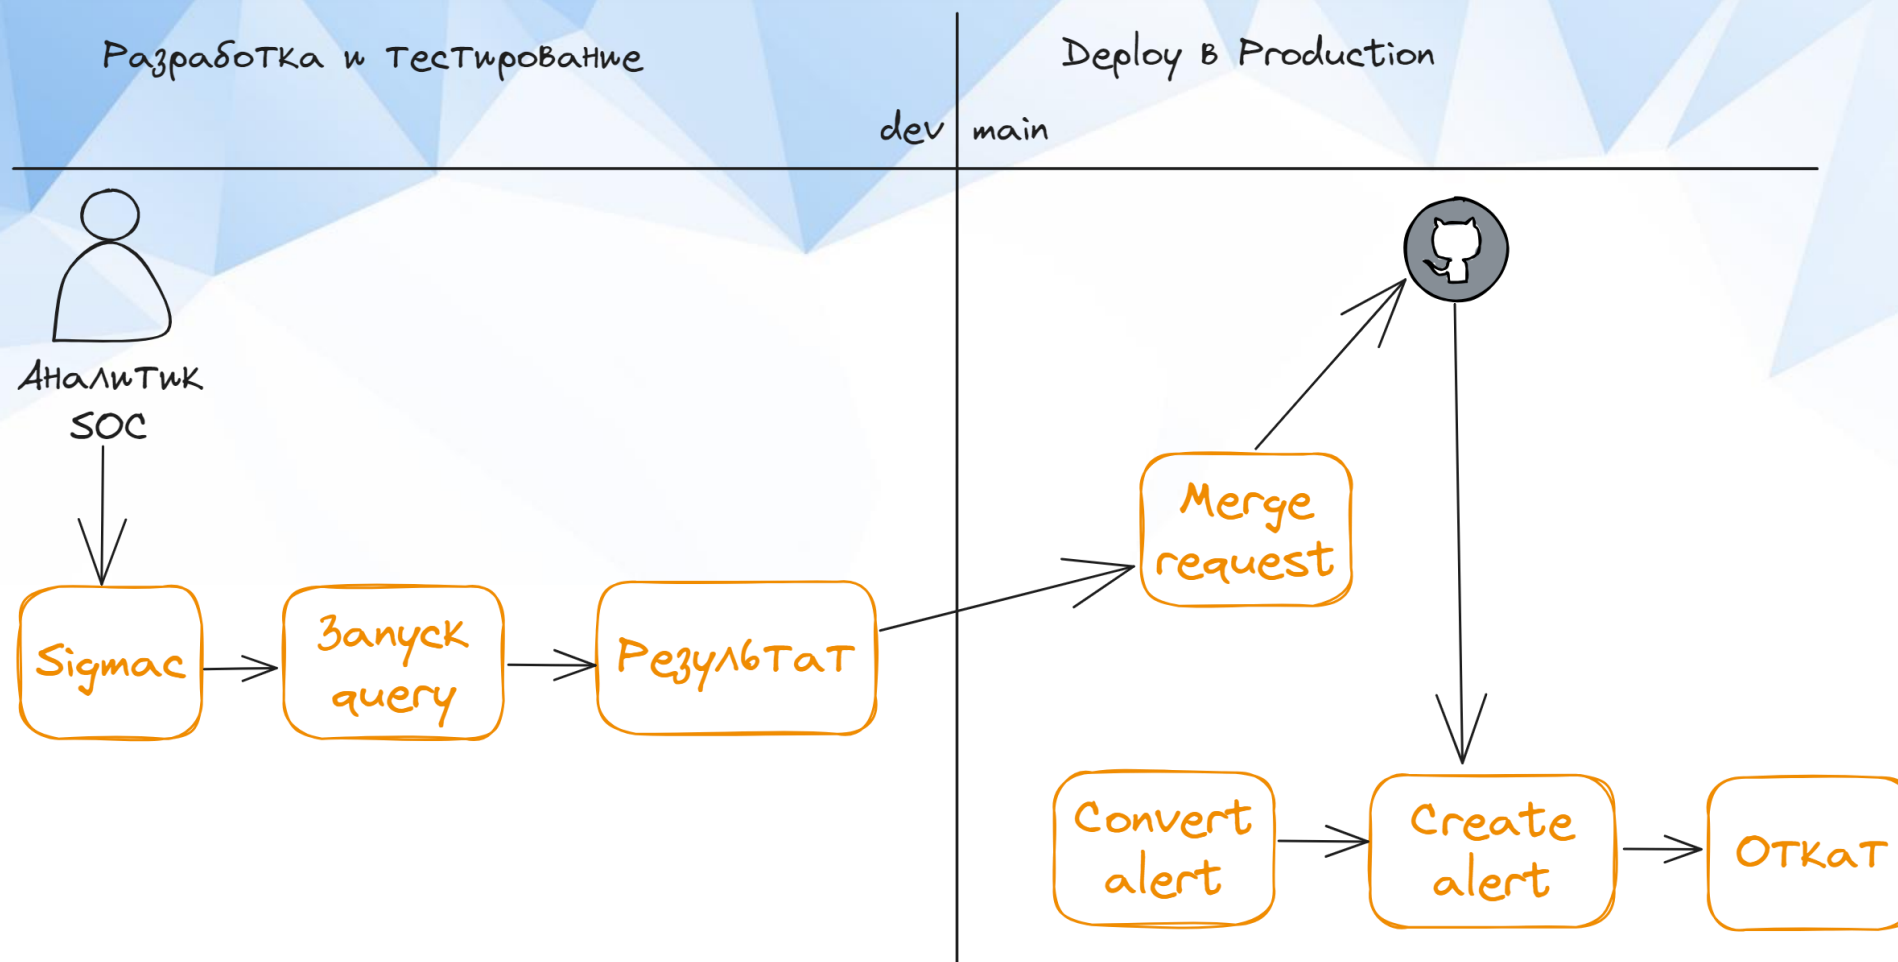 Разработка и тестирование
Deploy в Production
dev
main
Аналитик
SOC
Sigmac
Запуск
query
Результат
Merge
request
Convert
alert
Create
alert
Откат